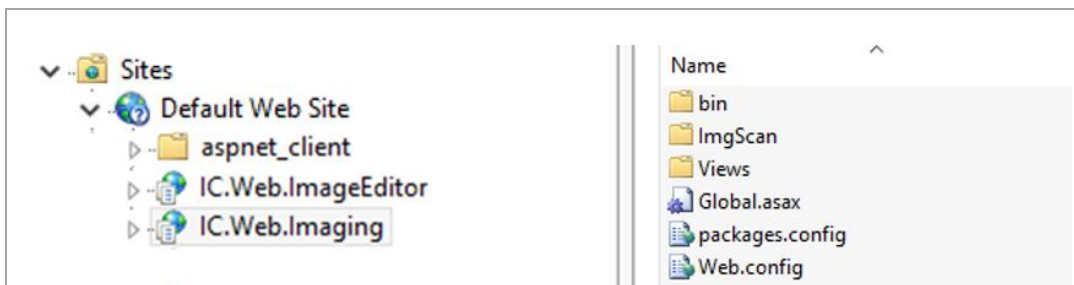 Sites
Default Web Site
aspnet_client
IC.Web.ImageEditor
IC.Web.Imaging
Name
bin
ImgScan
Views
Global.asax
packages.config
Web.config